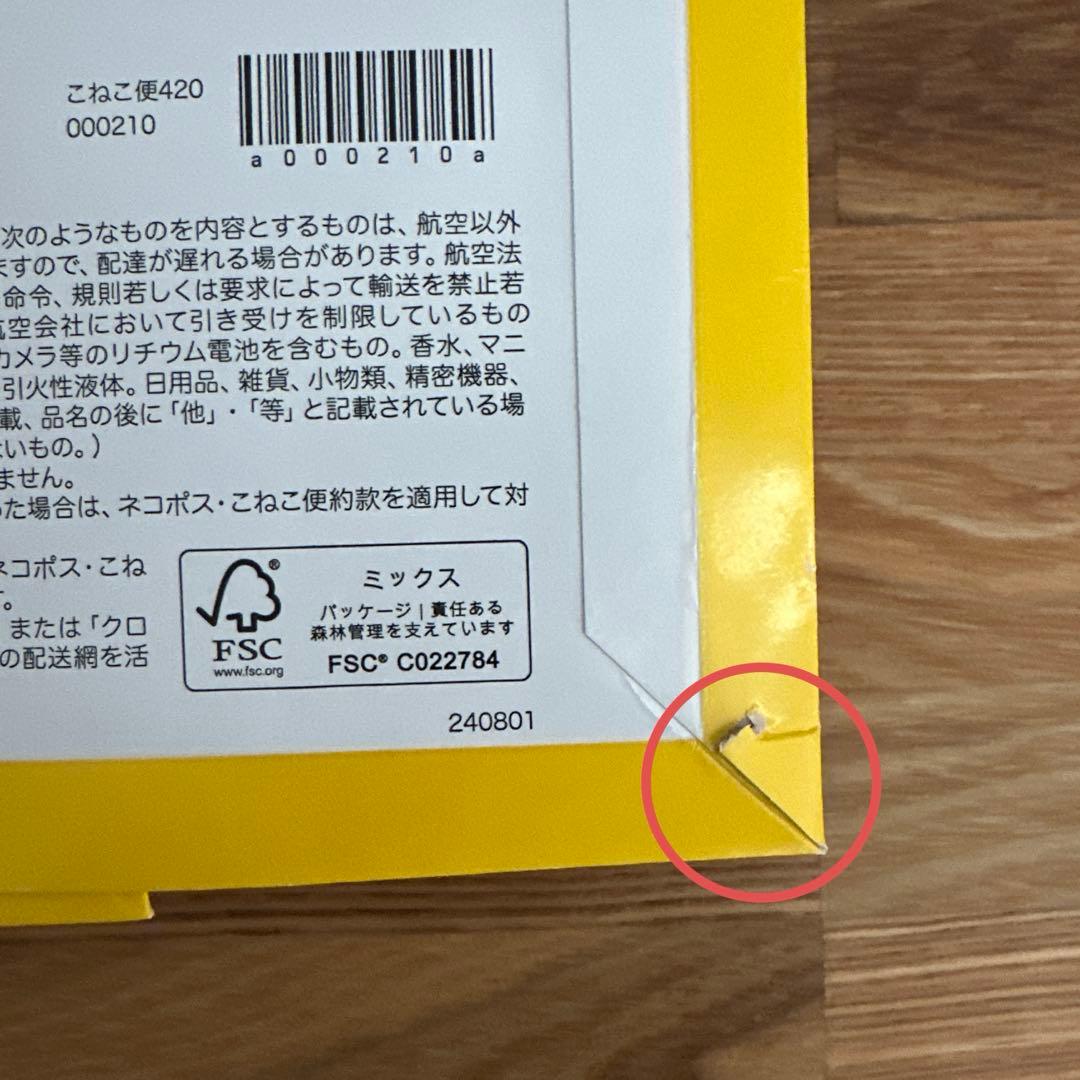 こねこ便420
000210
a000210a
次のようなものを内容とするものは、航空以外
ますので、配達が遅れる場合があります。航空法
命令、規則若しくは要求によって輸送を禁止若
航空会社において引き受けを制限しているもの
カメラ等のリチウム電池を含むもの。香水、マニ
引火性液体。日用品、雑貨、小物類、精密機器、
載、品名の後に「他」・「等」と記載されている場
ないもの。)
ません。
った場合は、ネコポス・こねこ便約款を適用して対
ネコポス・こね
す。
または「クロ
の配送網を活
®
FSC
www.fsc.org
ミックス
パッケージ | 責任ある
森林管理を支えています
FSC® C022784
240801